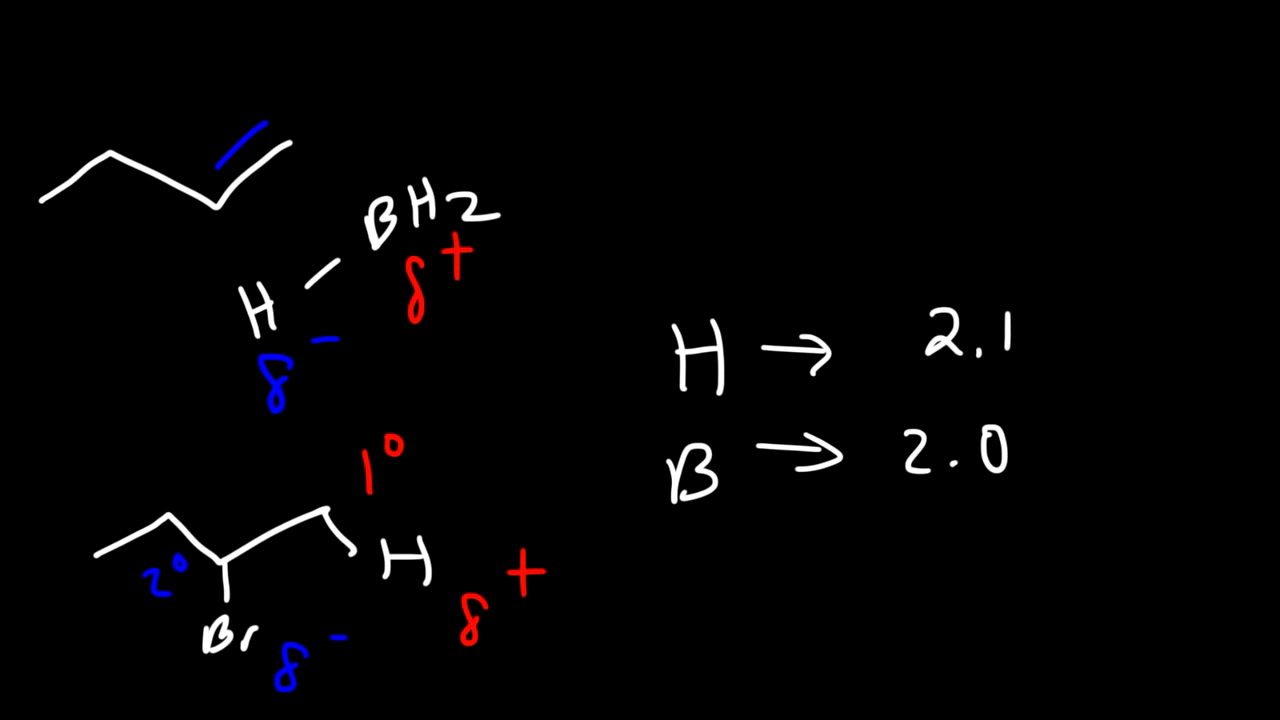 BH2
δ+
H
δ-
H → 2.1
B → 2.0
1°
2°
H
δ+
Br
δ-